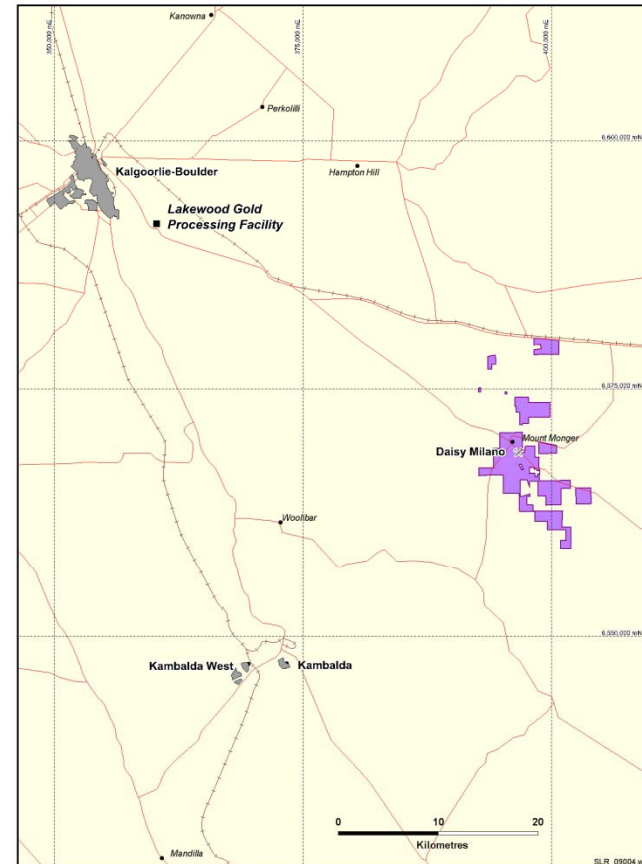 350,000 mE
375,000 mE
400,000 mE
Kanowna
Perkolilli
6,600,000 mN
Kalgoorlie-Boulder
Hampton Hill
Lakewood Gold
Processing Facility
6,575,000 mN
Mount Monger
Daisy Milano
Woolibar
6,550,000 mN
Kambalda West
Kambalda
0
10
20
Kilometres
Mandilla
SLR_09004